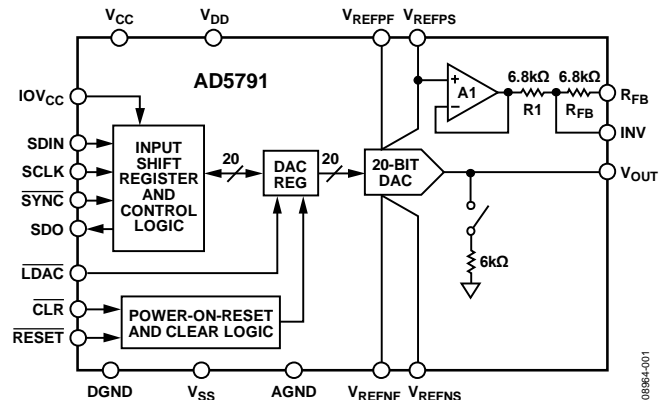 VCC
VDD
VREFPF
VREFPS
AD5791
IOVCC
SDIN
SCLK
SYNC
SDO
LDAC
CLR
RESET
INPUT
SHIFT
REGISTER
AND
CONTROL
LOGIC
20
DAC
REG
20
20-BIT
DAC
A1
+
–
6.8kΩ
R1
6.8kΩ
RFB
RFB
INV
VOUT
6kΩ
POWER-ON-RESET
AND CLEAR LOGIC
DGND
VSS
AGND
VREFNF
VREFNS
08964-001